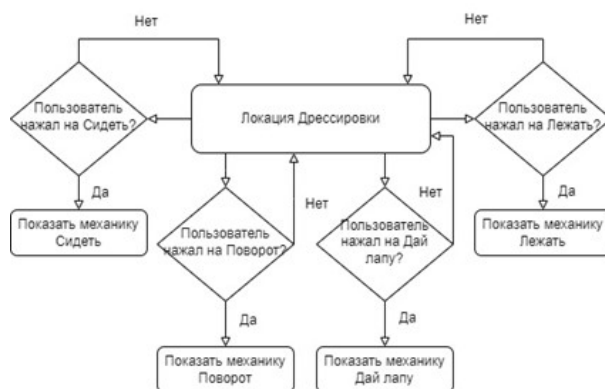 Нет
Нет
Пользователь
нажал на Сидеть?
Локация Дрессировки
Пользователь
нажал на Лежать?
Да
Нет
Нет
Да
Показать механику
Сидеть
Пользователь
нажал на Поворот?
Пользователь
нажал на Дай
лапу?
Показать механику
Лежать
Да
Да
Показать механику
Поворот
Показать механику
Дай лапу